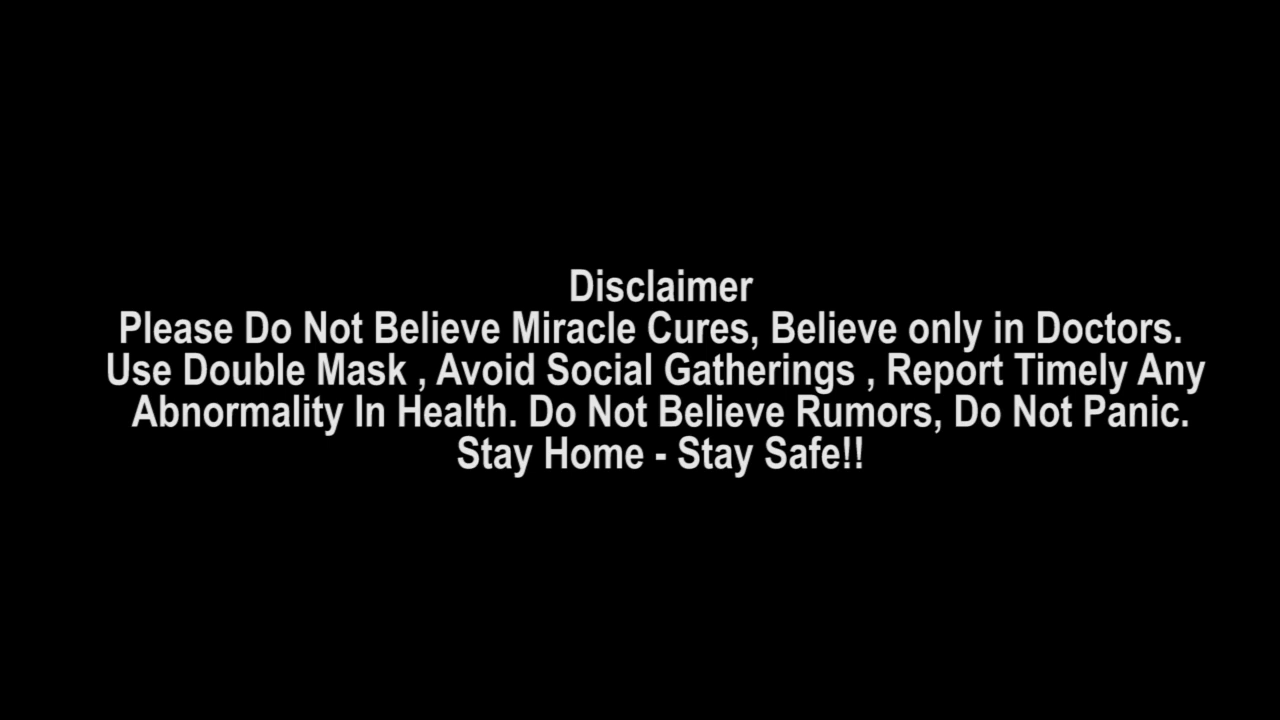 Disclaimer
Please Do Not Believe Miracle Cures, Believe only in Doctors.
Use Double Mask , Avoid Social Gatherings , Report Timely Any
Abnormality In Health. Do Not Believe Rumors, Do Not Panic.
Stay Home - Stay Safe!!